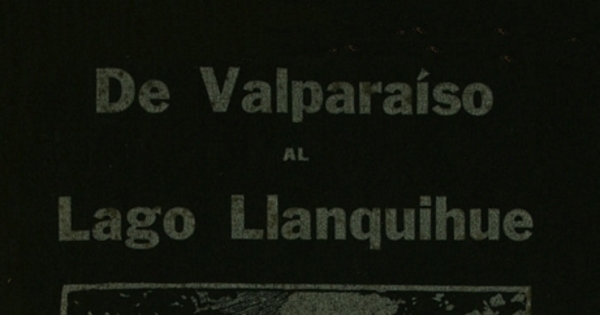 De Valparaíso
AL
Lago Llanquihue